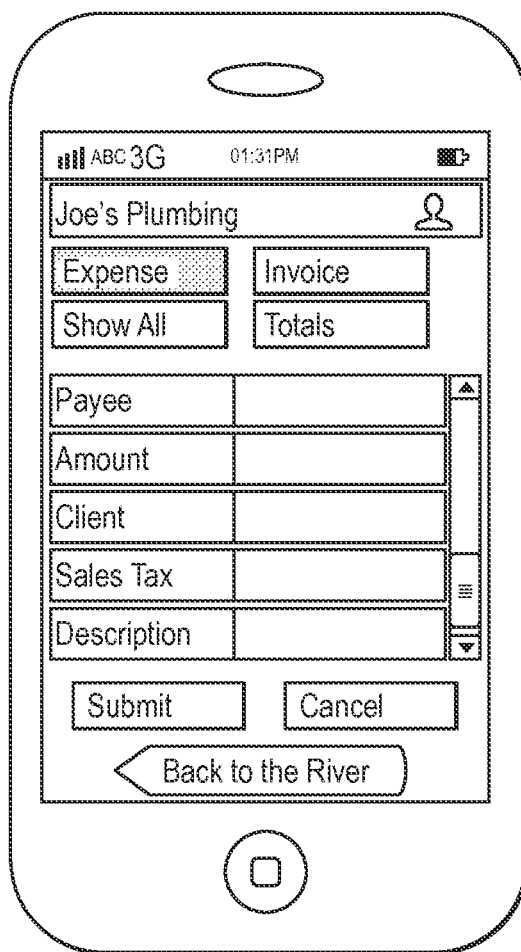 ABC 3G 01:31PM
Joe's Plumbing
Expense Invoice
Show All Totals
Payee
Amount
Client
Sales Tax
Description
Submit Cancel
Back to the River